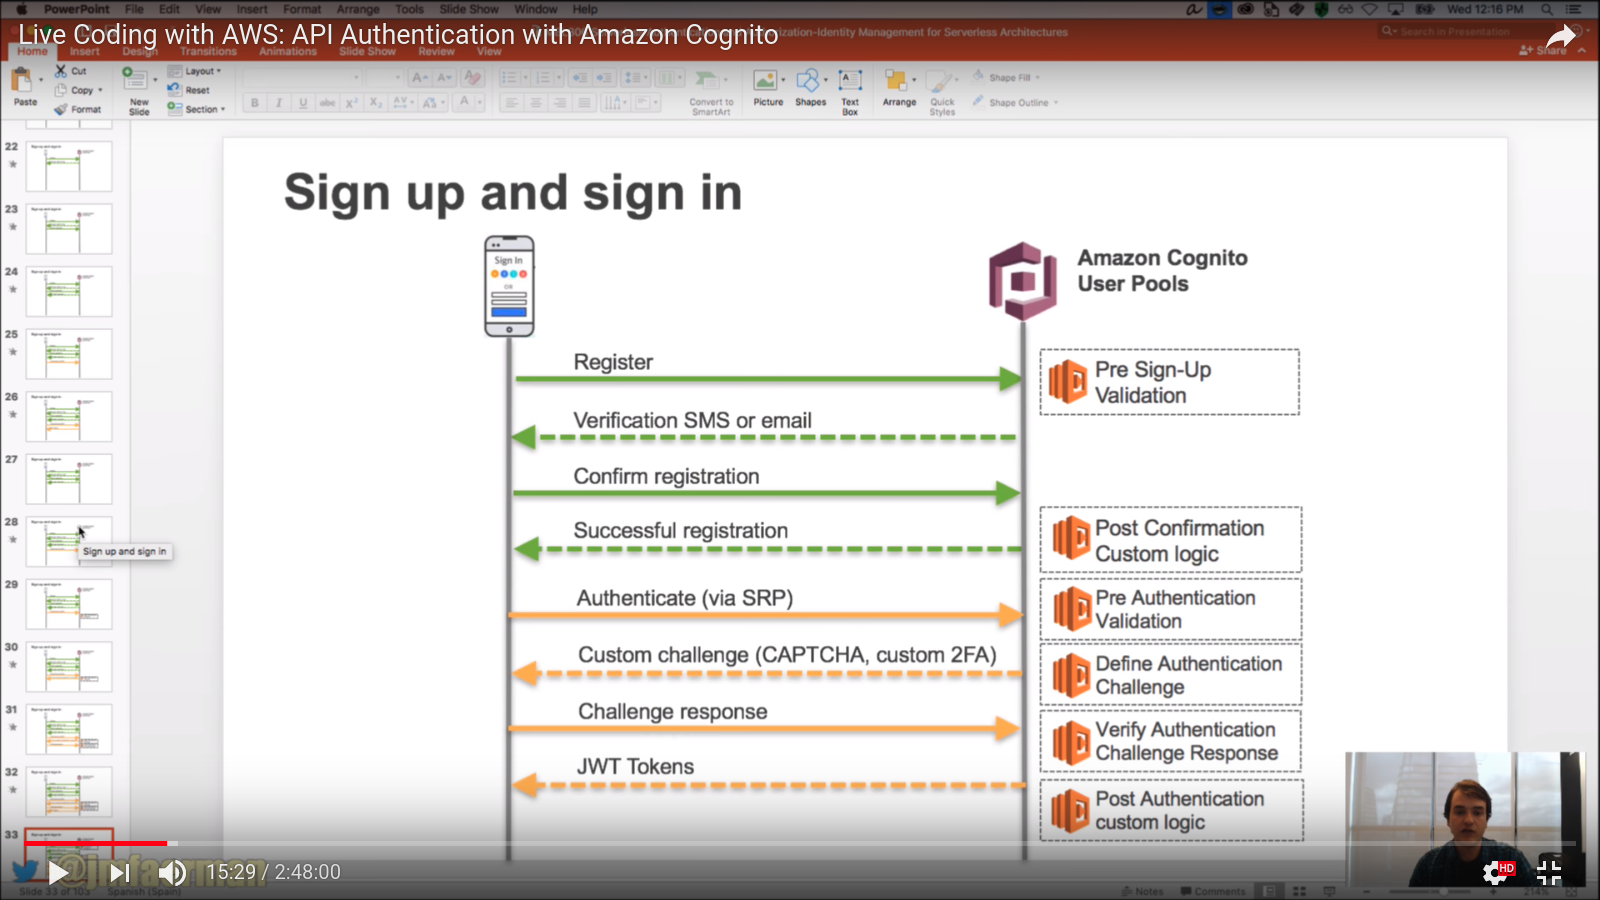 PowerPoint File Edit View Insert Format Arrange Tools Slide Show Window Help Wed 12:16 PM
Live Coding with AWS: API Authentication with Amazon Cognito
-Identity Management for Serverless Architectures
Search in Presentation
Home Insert Design Transitions Animations Slide Show Review View Share
Cut
Copy
Format
Paste
New
Slide
Layout
Reset
Section
B I U abc X² X₂ AV A
Convert to
SmartArt
Picture Shapes Text
Box
Arrange Quick
Styles
Shape Fill
Shape Outline
22
23
24
25
26
27
28
Sign up and sign in
29
30
31
32
33
Sign up and sign in
Sign In
OR
Amazon Cognito
User Pools
Register
Pre Sign-Up
Validation
Verification SMS or email
Confirm registration
Successful registration
Post Confirmation
Custom logic
Authenticate (via SRP)
Pre Authentication
Validation
Custom challenge (CAPTCHA, custom 2FA)
Define Authentication
Challenge
Challenge response
Verify Authentication
Challenge Response
JWT Tokens
Post Authentication
custom logic
15:29 / 2:48:00
HD
Slide 33 of 103 Spanish (Spain)
Notes Comments 214%